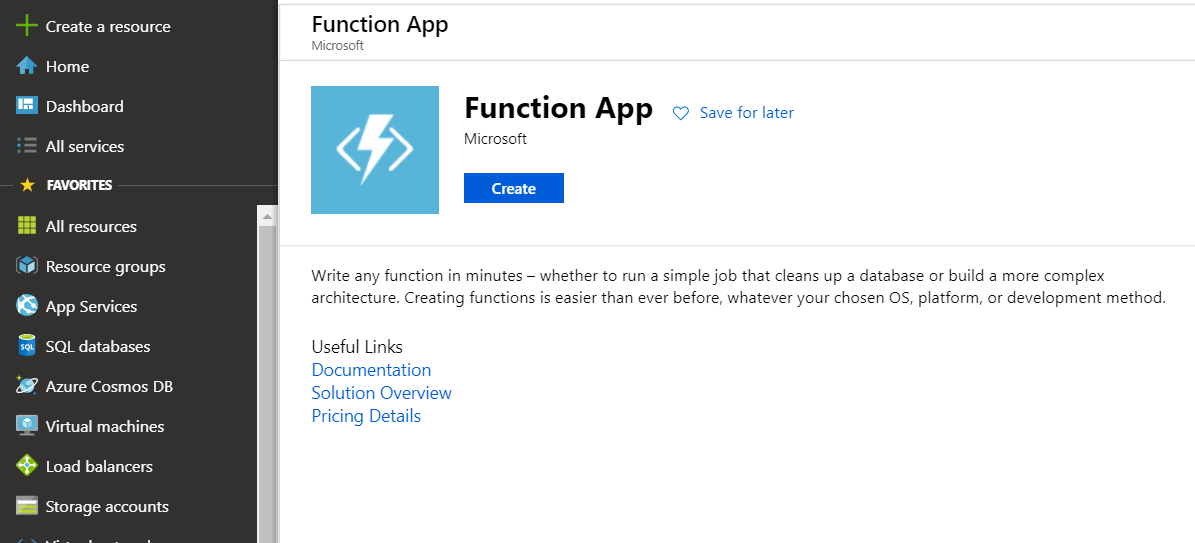 Create a resource
Home
Dashboard
All services
FAVORITES
All resources
Resource groups
App Services
SQL databases
Azure Cosmos DB
Virtual machines
Load balancers
Storage accounts
Function App
Microsoft
Function App
Save for later
Microsoft
Create
Write any function in minutes – whether to run a simple job that cleans up a database or build a more complex
architecture. Creating functions is easier than ever before, whatever your chosen OS, platform, or development method.
Useful Links
Documentation
Solution Overview
Pricing Details